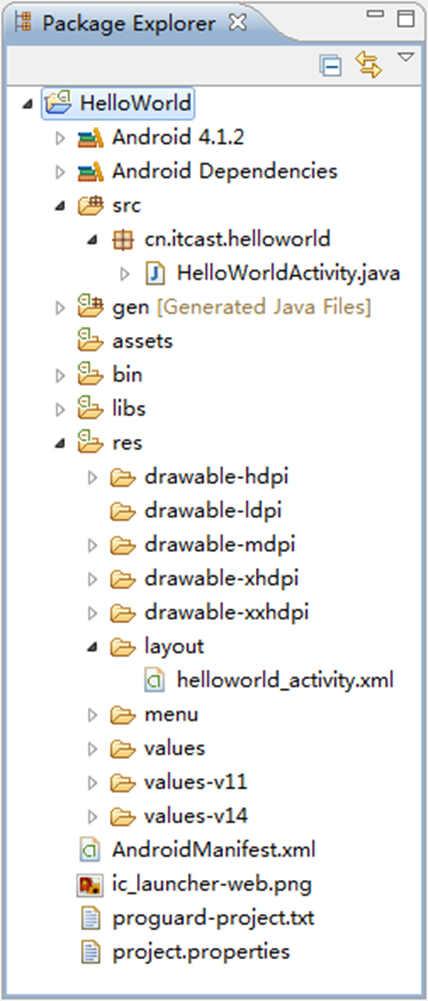 Package Explorer
HelloWorld
Android 4.1.2
Android Dependencies
src
cn.itcast.helloworld
HelloWorldActivity.java
gen [Generated Java Files]
assets
bin
libs
res
drawable-hdpi
drawable-ldpi
drawable-mdpi
drawable-xhdpi
drawable-xxhdpi
layout
helloworld_activity.xml
menu
values
values-v11
values-v14
AndroidManifest.xml
ic_launcher-web.png
proguard-project.txt
project.properties